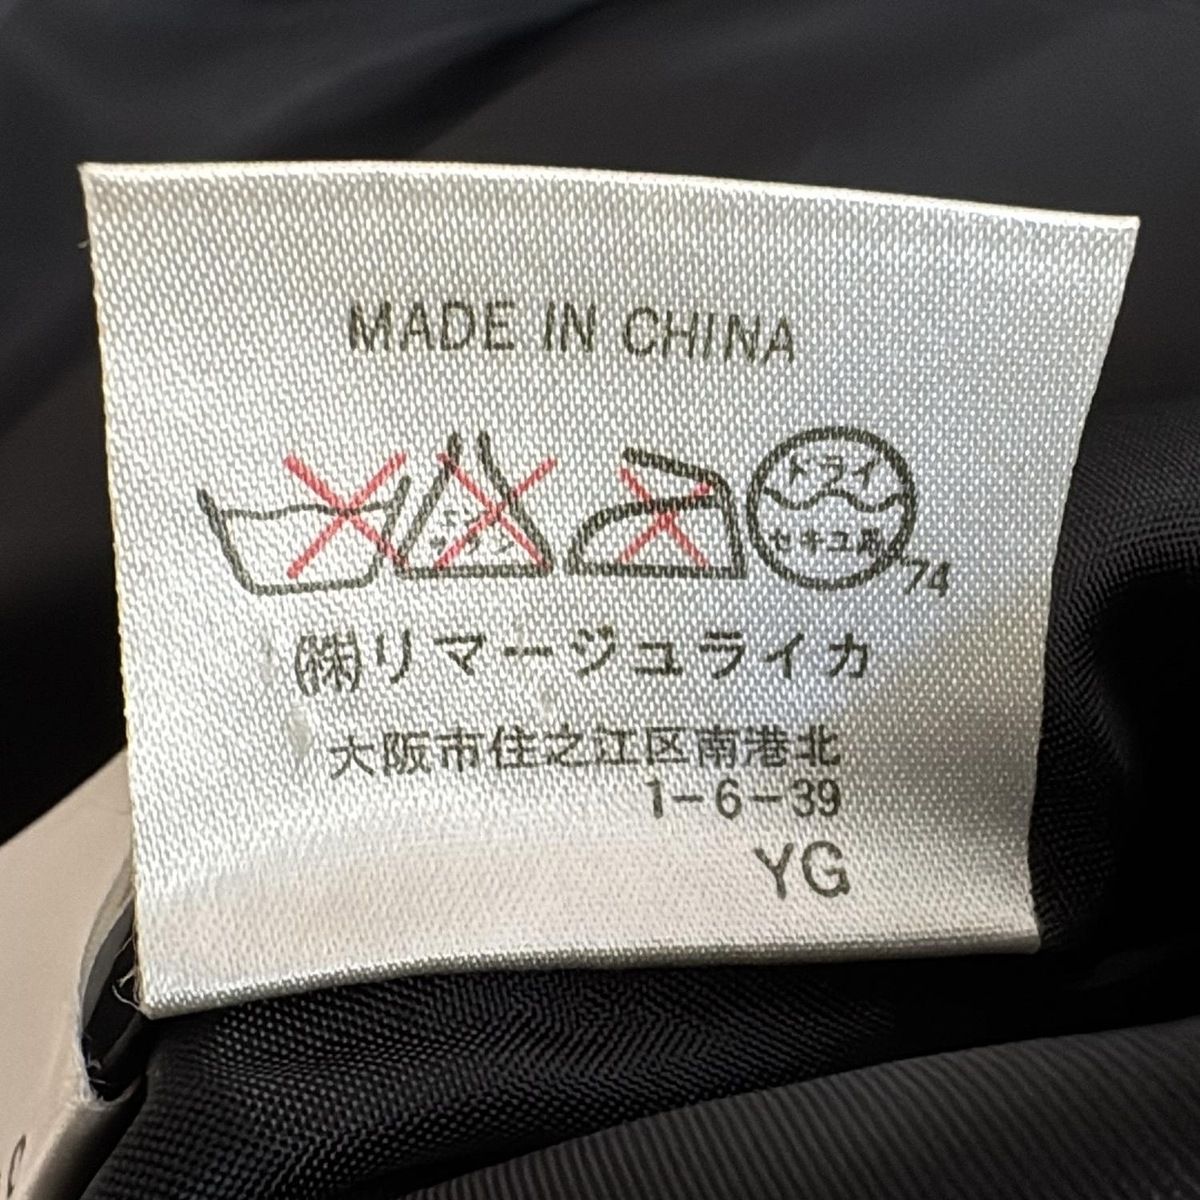 MADE IN CHINA
エンソ
サラシ
ドライ
セキユ系
74
(株)リマージュライカ
大阪市住之江区南港北
1-6-39
YG